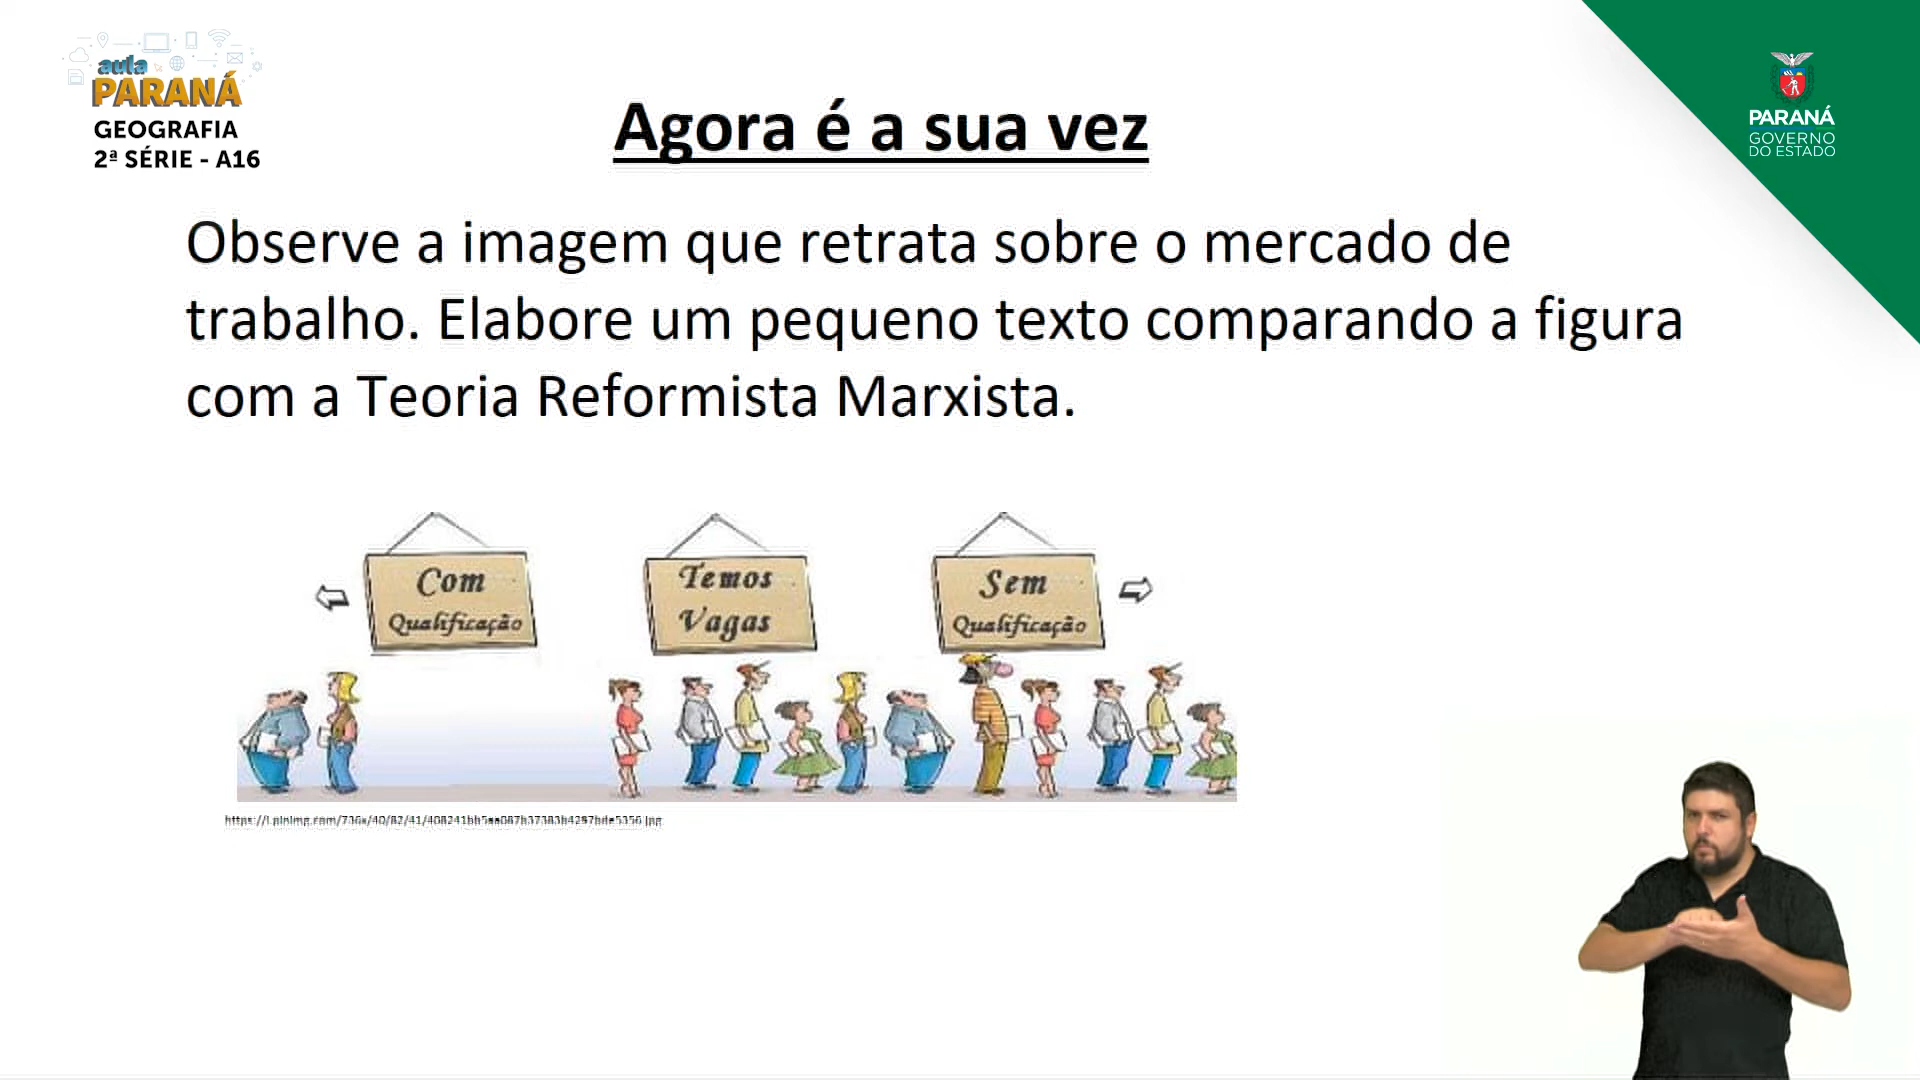 aula
PARANÁ
GEOGRAFIA
2ª SÉRIE - A16
PARANÁ
GOVERNO
DO ESTADO
Agora é a sua vez
Observe a imagem que retrata sobre o mercado de
trabalho. Elabore um pequeno texto comparando a figura
com a Teoria Reformista Marxista.
Com
Qualificação
Temos
Vagas
Sem
Qualificação